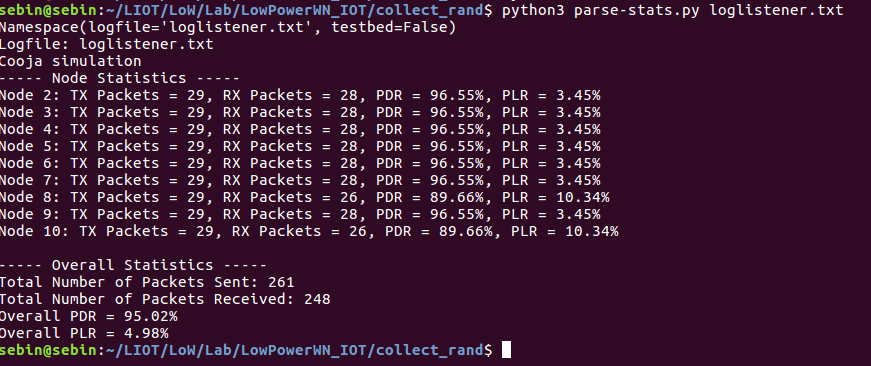 sebin@sebin:~/LIOT/LoW/Lab/LowPowerWN_IOT/collect_rand$ python3 parse-stats.py loglistener.txt
Namespace(logfile='loglistener.txt', testbed=False)
Logfile: loglistener.txt
Cooja simulation
----- Node Statistics -----
Node 2: TX Packets = 29, RX Packets = 28, PDR = 96.55%, PLR = 3.45%
Node 3: TX Packets = 29, RX Packets = 28, PDR = 96.55%, PLR = 3.45%
Node 4: TX Packets = 29, RX Packets = 28, PDR = 96.55%, PLR = 3.45%
Node 5: TX Packets = 29, RX Packets = 28, PDR = 96.55%, PLR = 3.45%
Node 6: TX Packets = 29, RX Packets = 28, PDR = 96.55%, PLR = 3.45%
Node 7: TX Packets = 29, RX Packets = 28, PDR = 96.55%, PLR = 3.45%
Node 8: TX Packets = 29, RX Packets = 26, PDR = 89.66%, PLR = 10.34%
Node 9: TX Packets = 29, RX Packets = 28, PDR = 96.55%, PLR = 3.45%
Node 10: TX Packets = 29, RX Packets = 26, PDR = 89.66%, PLR = 10.34%
----- Overall Statistics -----
Total Number of Packets Sent: 261
Total Number of Packets Received: 248
Overall PDR = 95.02%
Overall PLR = 4.98%
sebin@sebin:~/LIOT/LoW/Lab/LowPowerWN_IOT/collect_rand$